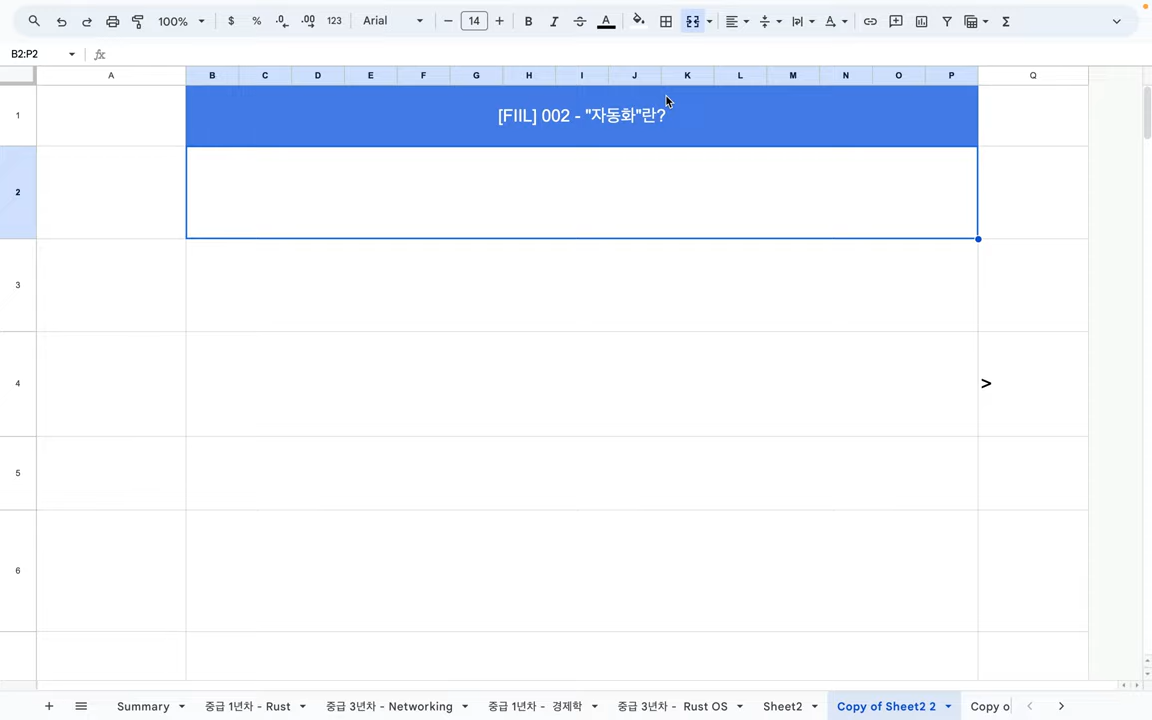 100%
$ % .0 .00 123
Arial
14
B I A
Σ
B2:P2
fx
A B C D E F G H I J K L M N O P Q
1 [FIIL] 002 - "자동화"란?
2
3
4 >
5
6
Summary 중급 1년차 - Rust 중급 3년차 - Networking 중급 1년차 - 경제학 중급 3년차 - Rust OS Sheet2 Copy of Sheet2 2 Copy o